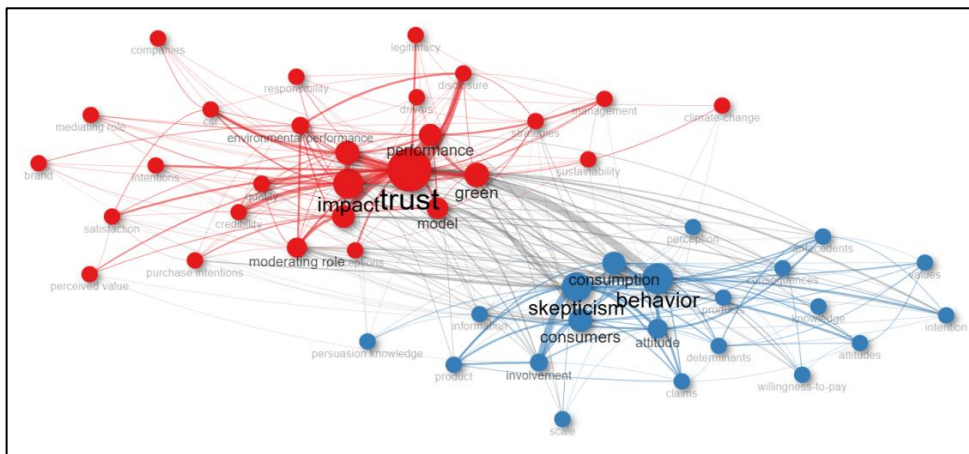 companies
legitimacy
responsibility
disclosure
drivers
management
climate-change
csr
mediating role
environmental performance
strategies
performance
brand
intentions
sustainability
quality
trust
green
impact
credibility
model
satisfaction
moderating role
purchase intentions
perceived value
perception
antecedents
consequences
values
consumption
behavior
skepticism
products
knowledge
information
intention
consumers
attitude
persuasion knowledge
determinants
attitudes
product
involvement
claims
willingness-to-pay
scale